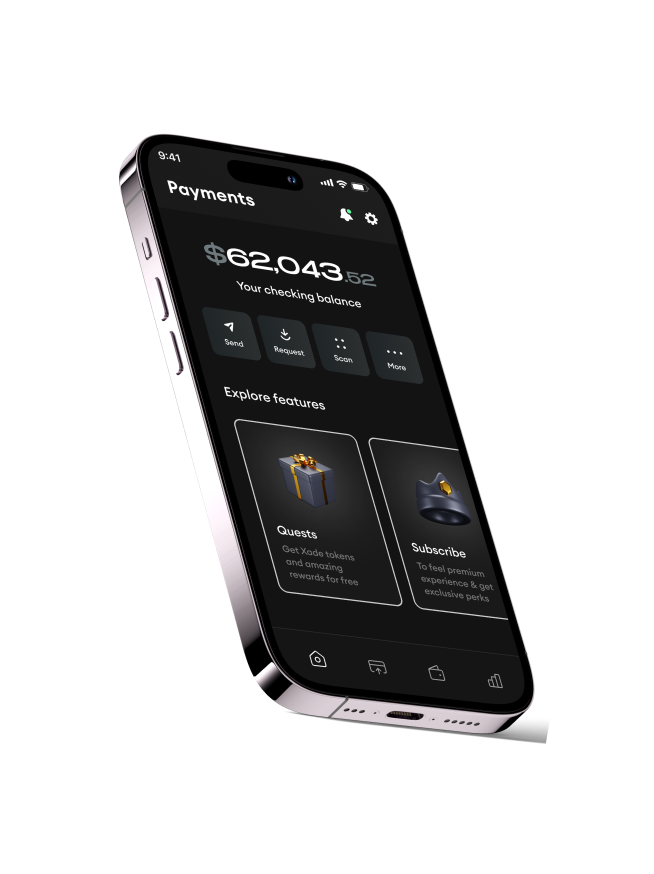 9:41
Payments
$62,043.52
Your checking balance
Send
Request
Scan
More
Explore features
Quests
Get Xade tokens
and amazing
rewards for free
Subscribe
To feel premium
experience & get
exclusive perks